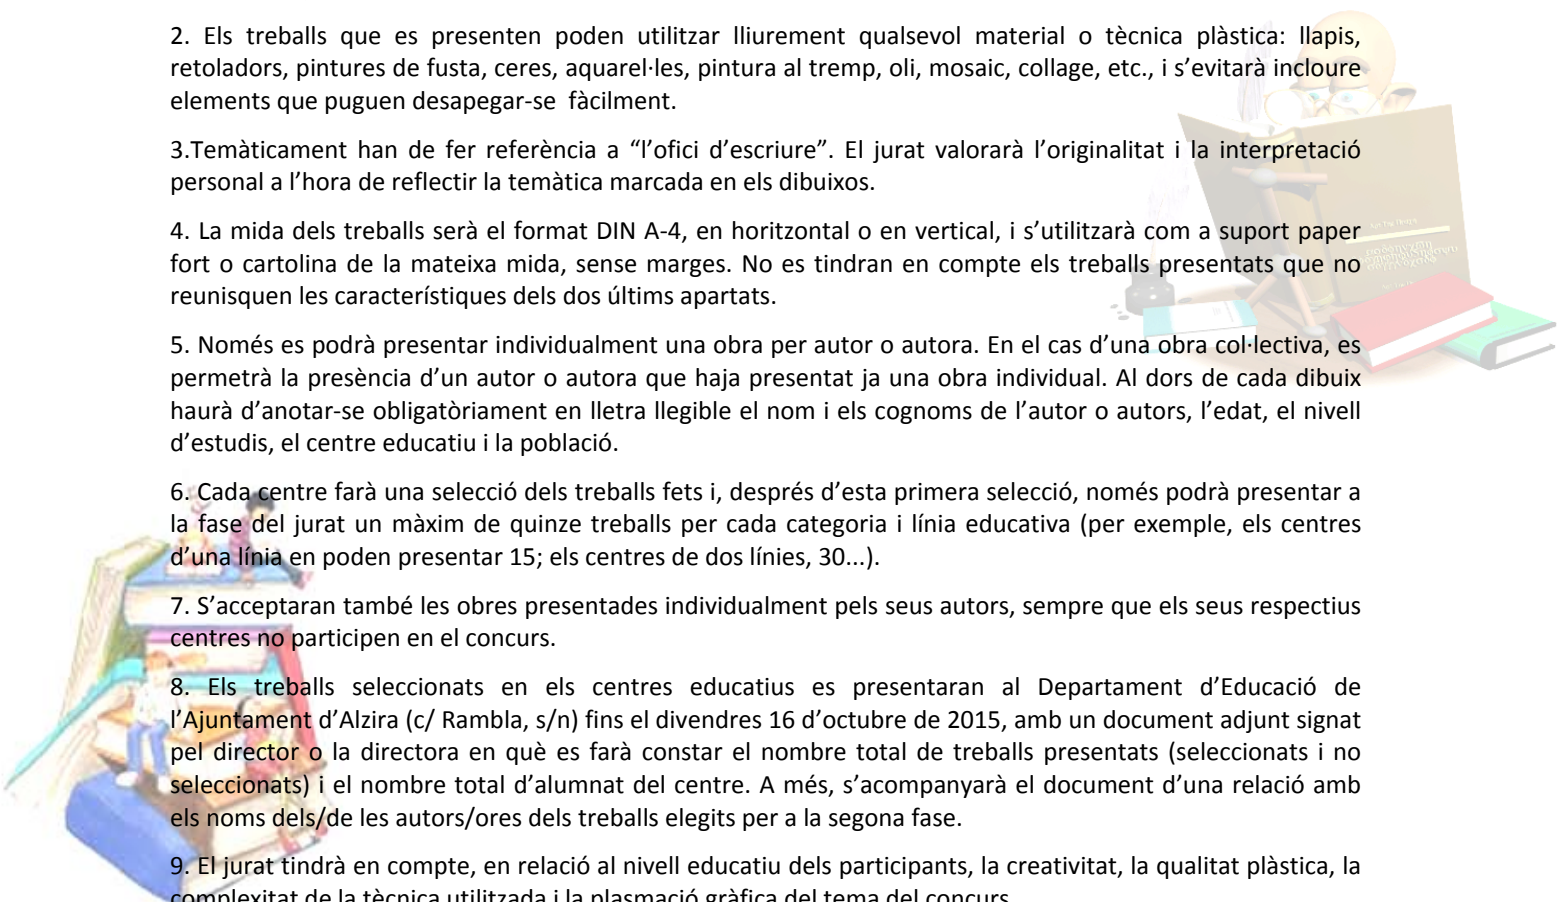 2. Els treballs que es presenten poden utilitzar lliurement qualsevol material o tècnica plàstica: llapis,
retoladors, pintures de fusta, ceres, aquarel·les, pintura al tremp, oli, mosaic, collage, etc., i s’evitarà incloure
elements que puguen desapegar-se fàcilment.
3.Temàticament han de fer referència a “l’ofici d’escriure”. El jurat valorarà l’originalitat i la interpretació
personal a l’hora de reflectir la temàtica marcada en els dibuixos.
4. La mida dels treballs serà el format DIN A-4, en horitzontal o en vertical, i s’utilitzarà com a suport paper
fort o cartolina de la mateixa mida, sense marges. No es tindran en compte els treballs presentats que no
reunisquen les característiques dels dos últims apartats.
5. Només es podrà presentar individualment una obra per autor o autora. En el cas d’una obra col·lectiva, es
permetrà la presència d’un autor o autora que haja presentat ja una obra individual. Al dors de cada dibuix
haurà d’anotar-se obligatòriament en lletra llegible el nom i els cognoms de l’autor o autors, l’edat, el nivell
d’estudis, el centre educatiu i la població.
6. Cada centre farà una selecció dels treballs fets i, després d’esta primera selecció, només podrà presentar a
la fase del jurat un màxim de quinze treballs per cada categoria i línia educativa (per exemple, els centres
d’una línia en poden presentar 15; els centres de dos línies, 30...).
7. S’acceptaran també les obres presentades individualment pels seus autors, sempre que els seus respectius
centres no participen en el concurs.
8. Els treballs seleccionats en els centres educatius es presentaran al Departament d’Educació de
l’Ajuntament d’Alzira (c/ Rambla, s/n) fins el divendres 16 d’octubre de 2015, amb un document adjunt signat
pel director o la directora en què es farà constar el nombre total de treballs presentats (seleccionats i no
seleccionats) i el nombre total d’alumnat del centre. A més, s’acompanyarà el document d’una relació amb
els noms dels/de les autors/ores dels treballs elegits per a la segona fase.
9. El jurat tindrà en compte, en relació al nivell educatiu dels participants, la creativitat, la qualitat plàstica, la
complexitat de la tècnica utilitzada i la plasmació gràfica del tema del concurs.